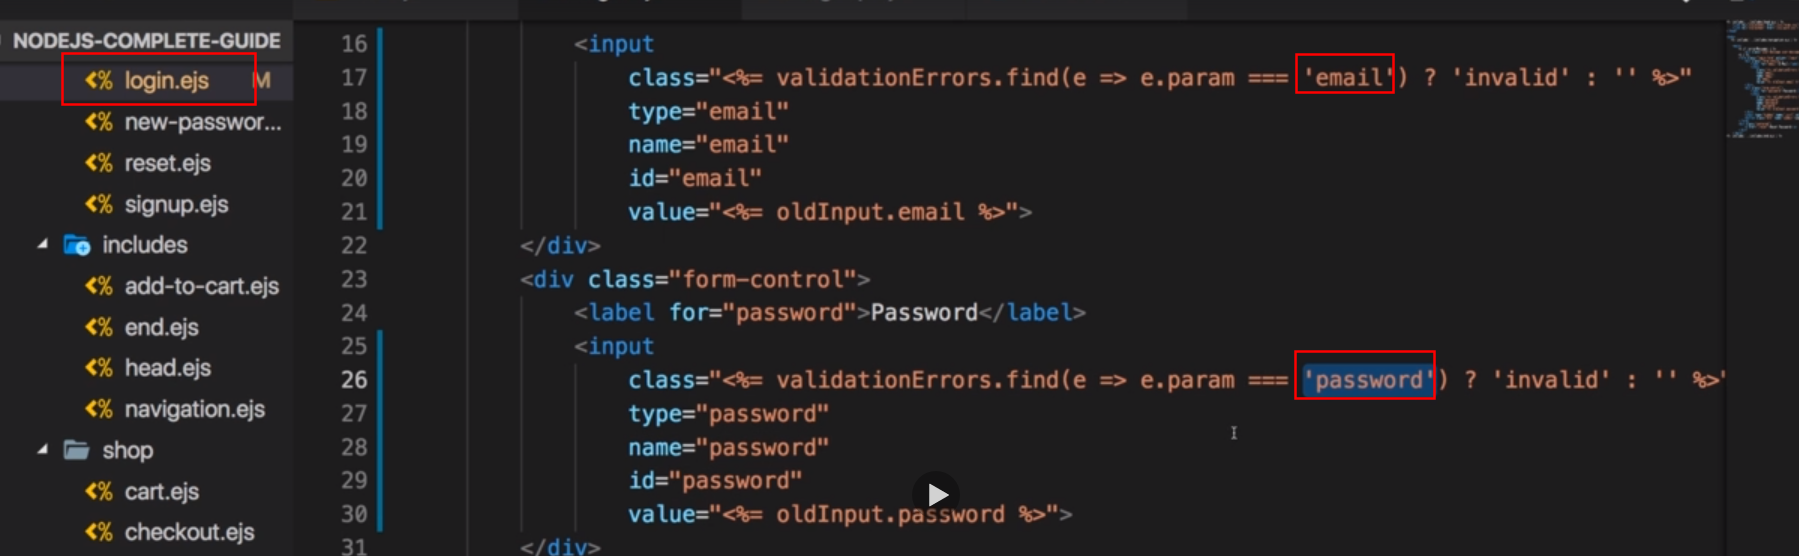 NODEJS-COMPLETE-GUIDE
<% login.ejs M
<% new-passwor...
<% reset.ejs
<% signup.ejs
includes
<% add-to-cart.ejs
<% end.ejs
<% head.ejs
<% navigation.ejs
shop
<% cart.ejs
<% checkout.ejs
16 <input
17 class="<%= validationErrors.find(e => e.param === 'email') ? 'invalid' : '' %>"
18 type="email"
19 name="email"
20 id="email"
21 value="<%= oldInput.email %>">
22 </div>
23 <div class="form-control">
24 <label for="password">Password</label>
25 <input
26 class="<%= validationErrors.find(e => e.param === 'password') ? 'invalid' : '' %>"
27 type="password"
28 name="password"
29 id="password"
30 value="<%= oldInput.password %>">
31 </div>